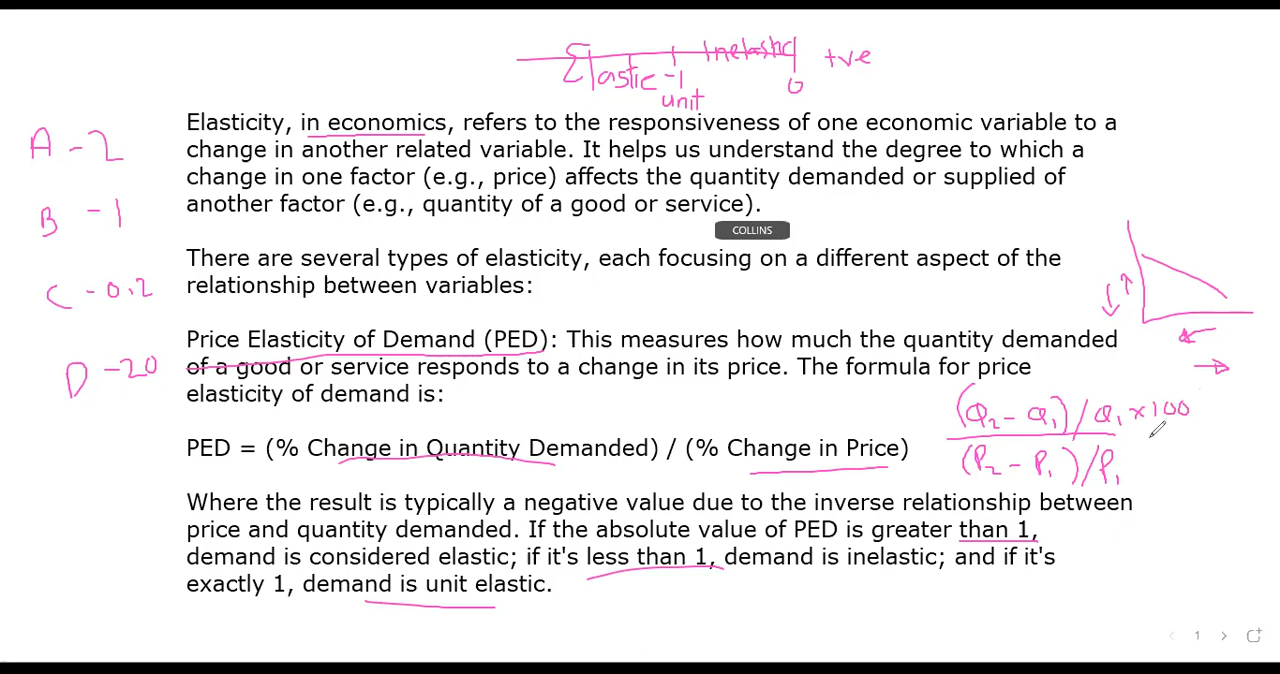 Elastic -1 Inelastic +ve
unit 0
Elasticity, in economics, refers to the responsiveness of one economic variable to a
change in another related variable. It helps us understand the degree to which a
change in one factor (e.g., price) affects the quantity demanded or supplied of
another factor (e.g., quantity of a good or service).
A -2
B -1
C -0.2
D -20
COLLINS
There are several types of elasticity, each focusing on a different aspect of the
relationship between variables:
Price Elasticity of Demand (PED): This measures how much the quantity demanded
of a good or service responds to a change in its price. The formula for price
elasticity of demand is:
PED = (% Change in Quantity Demanded) / (% Change in Price)
(Q2 - Q1) / Q1 × 100
(P2 - P1) / P1
Where the result is typically a negative value due to the inverse relationship between
price and quantity demanded. If the absolute value of PED is greater than 1,
demand is considered elastic; if it's less than 1, demand is inelastic; and if it's
exactly 1, demand is unit elastic.
1